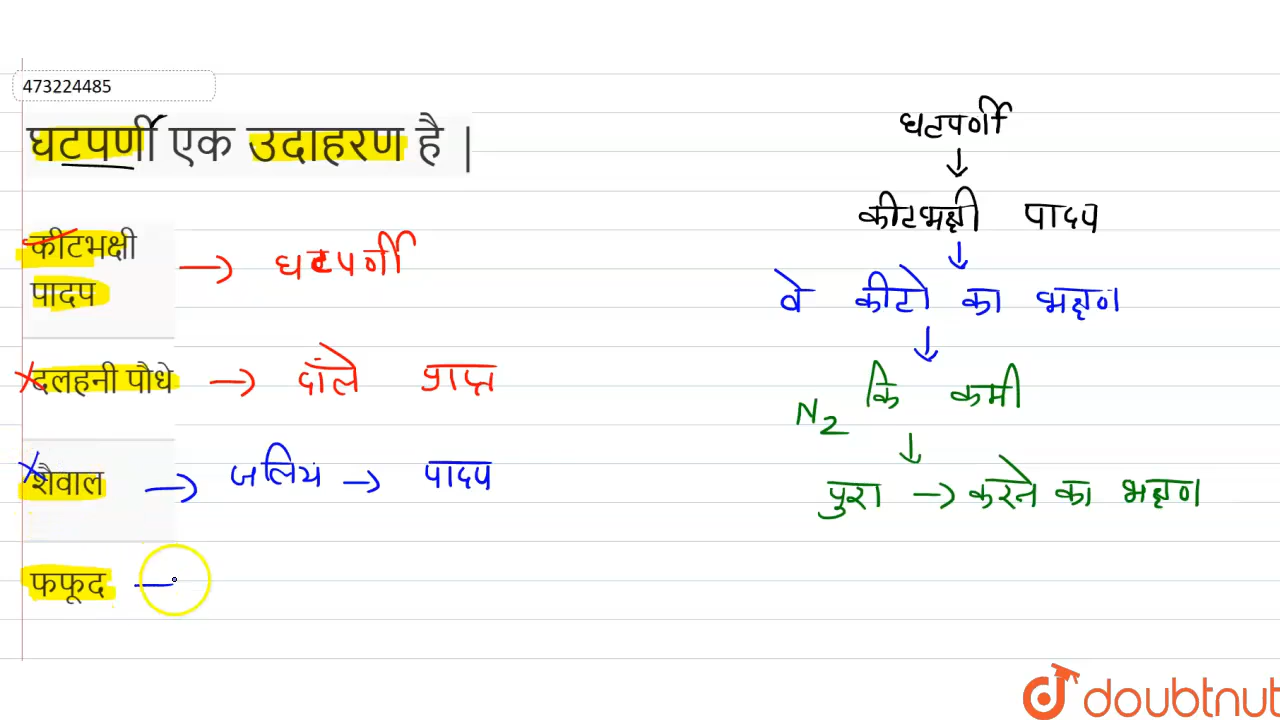 473224485
घटपर्णी एक उदाहरण है |
कीटभक्षी
पादप
घटपर्णी
दलहनी पौधे
दॉले प्राप्त
शैवाल
जलिय पादप
फफूद
घटपर्णी
कीटभक्षी पादप
वे कीटो का भक्षण
N2 कि कमी
पुरा करने का भक्षण
doubtnut